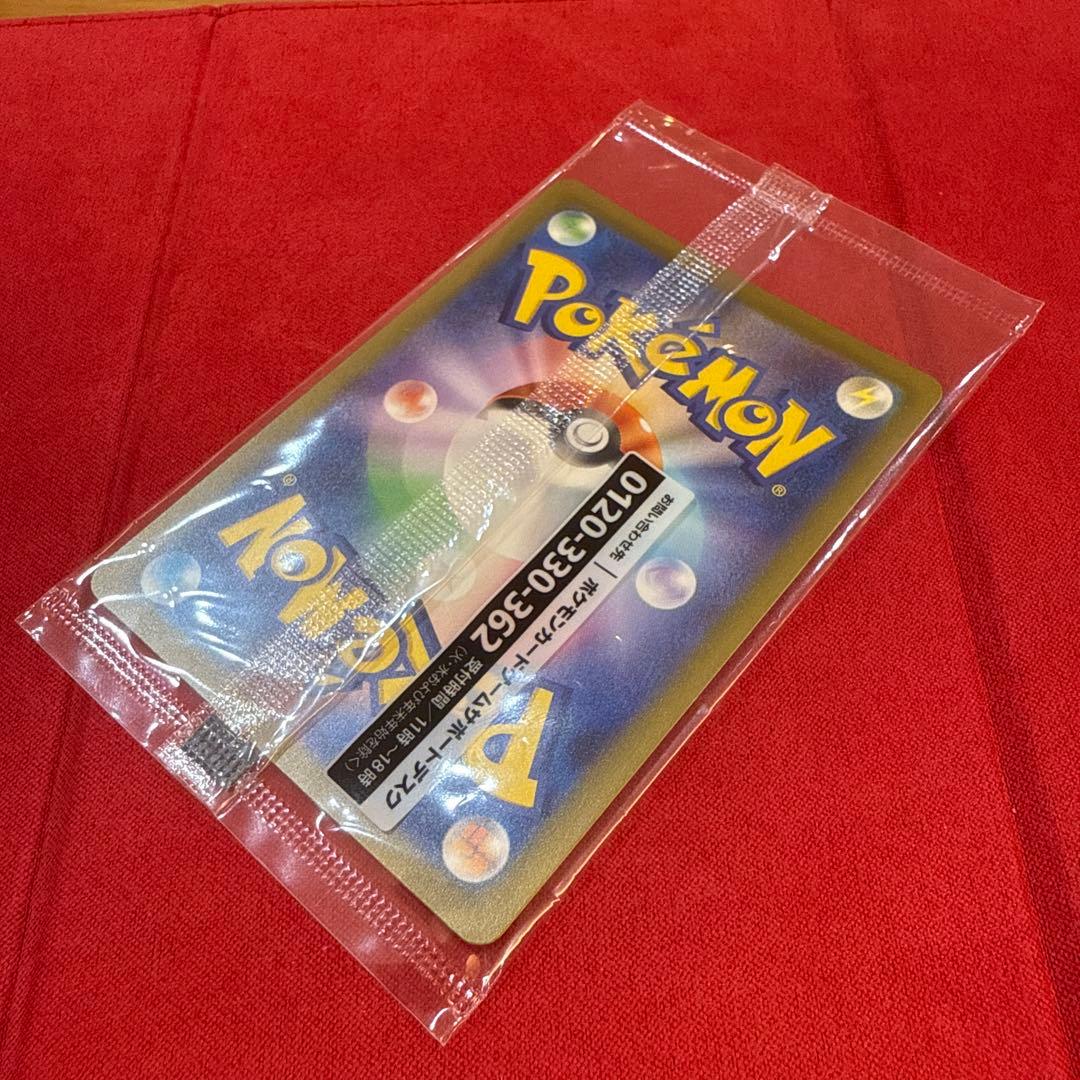 POKéMON
®
お問い合わせ先 | ポケモンカードゲームサポートデスク
0120-330-362 受付時間/11時~18時
(火・水および年末年始を除く)
POKéMON
®